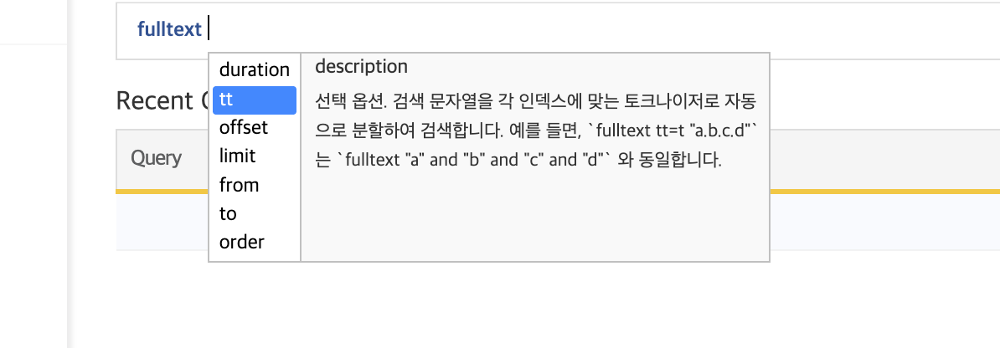 fulltext
duration
tt
offset
limit
from
to
order
description
선택 옵션. 검색 문자열을 각 인덱스에 맞는 토크나이저로 자동
으로 분할하여 검색합니다. 예를 들면, `fulltext tt=t "a.b.c.d"`
는 `fulltext "a" and "b" and "c" and "d"` 와 동일합니다.
Recent
Query